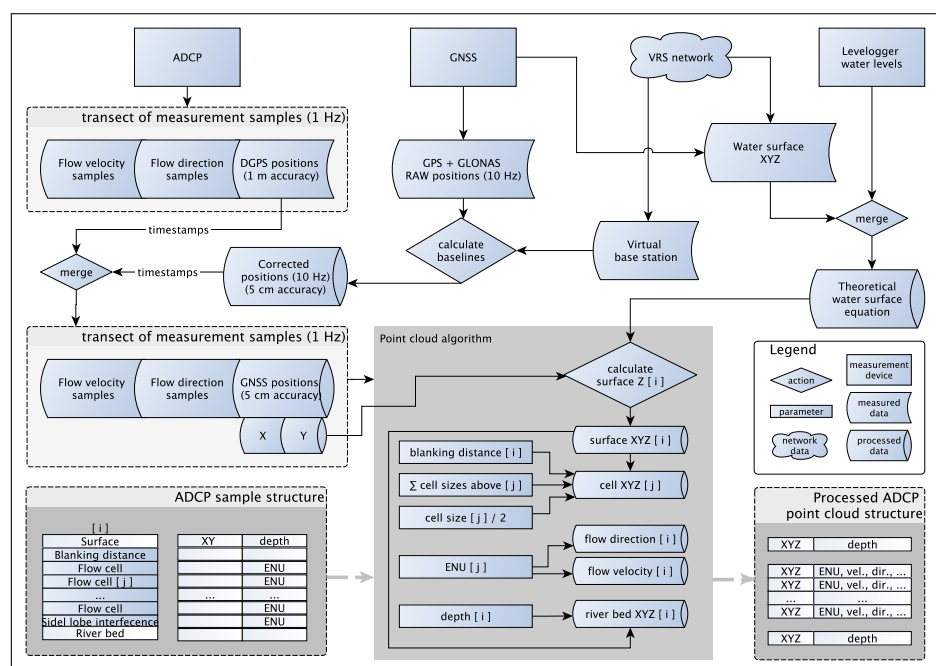 ADCP
GNSS
VRS network
Levelogger
water levels
transect of measurement samples (1 Hz)
Flow velocity
samples
Flow direction
samples
DGPS positions
(1 m accuracy)
GPS + GLONAS
RAW positions (10 Hz)
Water surface
XYZ
timestamps
merge
timestamps
Corrected
positions (10 Hz)
(5 cm accuracy)
calculate
baselines
Virtual
base station
merge
Theoretical
water surface
equation
transect of measurement samples (1 Hz)
Flow velocity
samples
Flow direction
samples
GNSS positions
(5 cm accuracy)
X
Y
Point cloud algorithm
calculate
surface Z [ i ]
surface XYZ [ i ]
blanking distance [ i ]
∑ cell sizes above [ j ]
cell size [ j ] / 2
cell XYZ [ j ]
ENU [ j ]
flow direction [ i ]
flow velocity [ i ]
depth [ i ]
river bed XYZ [ i ]
Legend
action
measurement
device
parameter
measured
data
network
data
processed
data
ADCP sample structure
[ i ]
Surface
Blanking distance
Flow cell
Flow cell [ j ]
...
Flow cell
Sidel lobe interfecence
River bed
XY
depth
ENU
ENU
...
...
ENU
ENU
Processed ADCP
point cloud structure
XYZ
depth
XYZ
ENU, vel., dir., ...
XYZ
ENU, vel., dir., ...
...
...
XYZ
ENU, vel., dir., ...
XYZ
depth